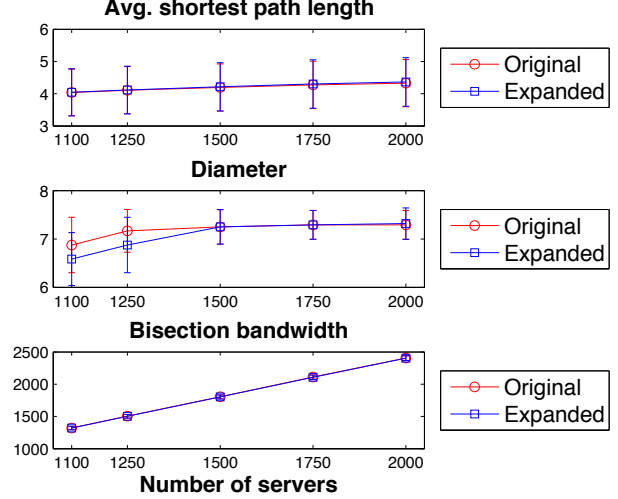 Avg. shortest path length
6
5
4
3
1100 1250 1500 1750 2000
Original
Expanded
Diameter
8
7
6
1100 1250 1500 1750 2000
Original
Expanded
Bisection bandwidth
2500
2000
1500
1000
1100 1250 1500 1750 2000
Original
Expanded
Number of servers